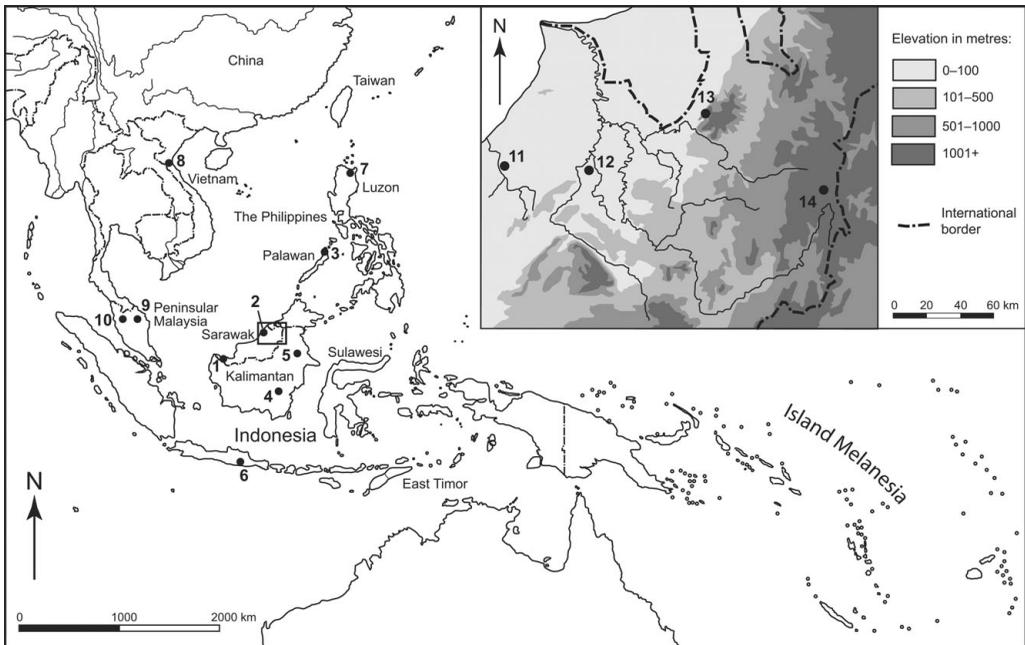 China
Taiwan
8
Vietnam
7
Luzon
The Philippines
Palawan
3
9
Peninsular
Malaysia
10
2
Sarawak
1
5
Sulawesi
Kalimantan
4
Indonesia
6
East Timor
Island Melanesia
N
0 1000 2000 km
N
11
12
13
14
Elevation in metres:
0–100
101–500
501–1000
1001+
International
border
0 20 40 60 km